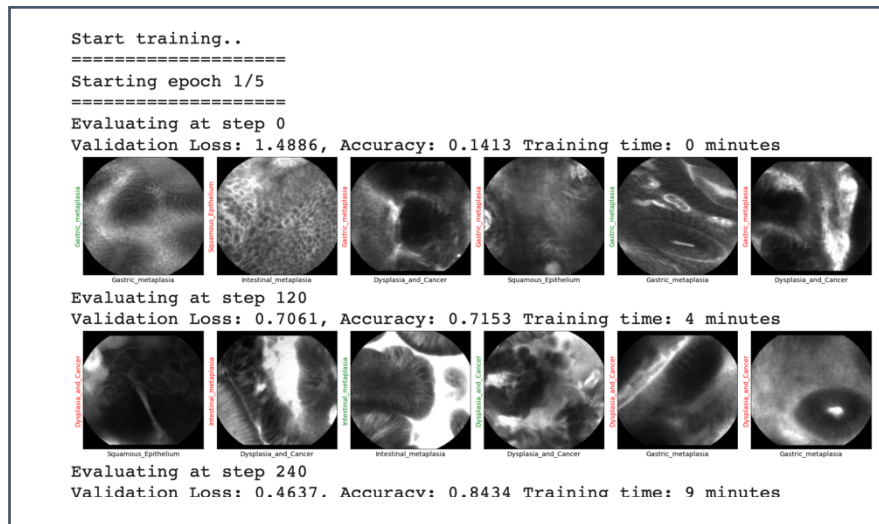 Start training..
====================
Starting epoch 1/5
====================
Evaluating at step 0
Validation Loss: 1.4886, Accuracy: 0.1413 Training time: 0 minutes
Gastric_metaplasia
Squamous_Epithelium
Gastric_metaplasia
Gastric_metaplasia
Gastric_metaplasia
Gastric_metaplasia
Gastric_metaplasia
Intestinal_metaplasia
Dysplasia_and_Cancer
Squamous_Epithelium
Gastric_metaplasia
Dysplasia_and_Cancer
Evaluating at step 120
Validation Loss: 0.7061, Accuracy: 0.7153 Training time: 4 minutes
Dysplasia_and_Cancer
Intestinal_metaplasia
Intestinal_metaplasia
Dysplasia_and_Cancer
Dysplasia_and_Cancer
Dysplasia_and_Cancer
Squamous_Epithelium
Dysplasia_and_Cancer
Intestinal_metaplasia
Dysplasia_and_Cancer
Gastric_metaplasia
Gastric_metaplasia
Evaluating at step 240
Validation Loss: 0.4637, Accuracy: 0.8434 Training time: 9 minutes